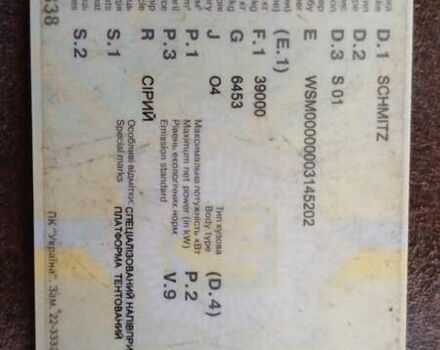 D.1 SCHMITZ
D.2
D.3 S 01
E WSM00000003145202
(E.1)
F.1 39000
G 6453
J O4 Тип кузова
Body type (D.4)
P.1 Максимальна потужність кВт
Maximum net power (in kW) P.2
P.3 Рівень екологічних норм
Emission standard V.9
R СІРИЙ
S.1 Особливі відмітки: СПЕЦІАЛІЗОВАНИЙ НАПІВПРИ
Special marks ПЛАТФОРМА ТЕНТОВАНИЙ
S.2
ПК "Україна". Зам. '22-3332